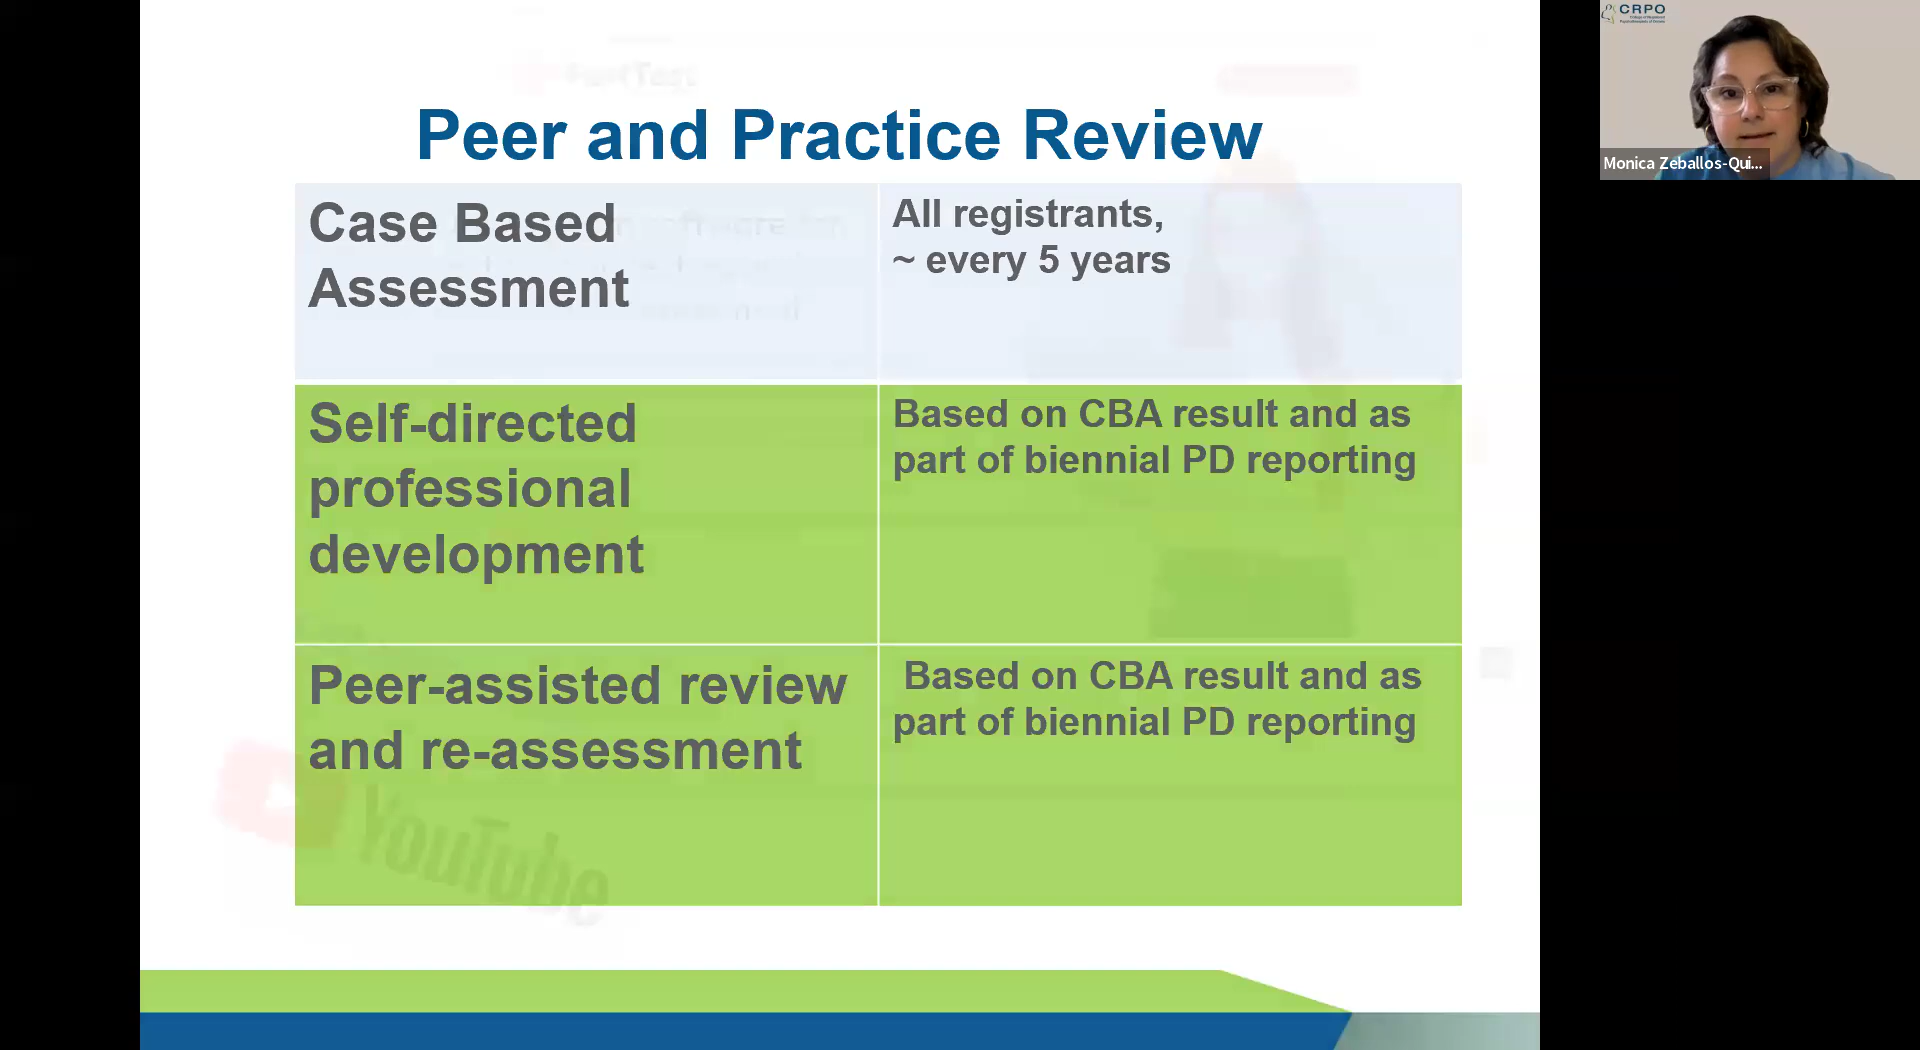 Peer and Practice Review
Case Based
Assessment
All registrants,
~ every 5 years
Self-directed
professional
development
Based on CBA result and as
part of biennial PD reporting
Peer-assisted review
and re-assessment
Based on CBA result and as
part of biennial PD reporting
YouTube
CRPO
Monica Zeballos-Qui...